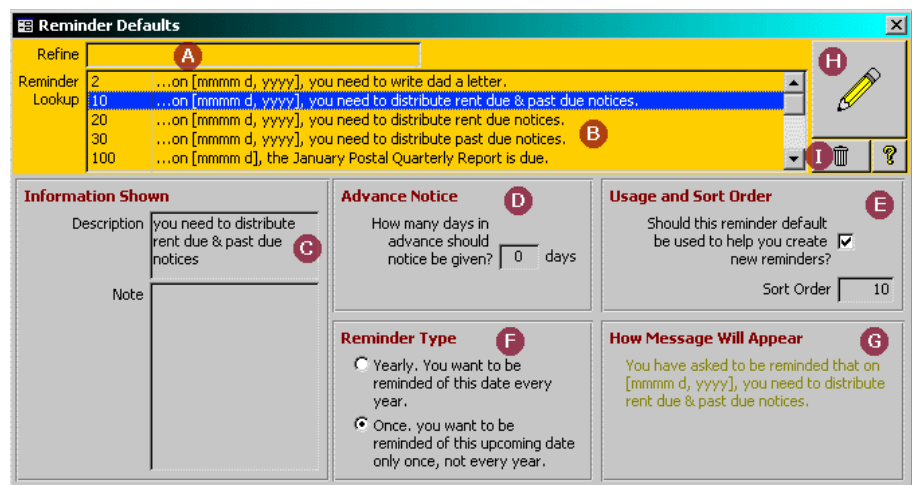 Reminder Defaults
Refine
A
H
Reminder
Lookup
2 ...on [mmmm d, yyyy], you need to write dad a letter.
10 ...on [mmmm d, yyyy], you need to distribute rent due & past due notices.
20 ...on [mmmm d, yyyy], you need to distribute rent due notices.
30 ...on [mmmm d, yyyy], you need to distribute past due notices.
100 ...on [mmmm d], the January Postal Quarterly Report is due.
B
I
?
Information Shown
Description
you need to distribute
rent due & past due
notices
C
Note
Advance Notice
D
How many days in
advance should
notice be given? 0 days
Usage and Sort Order
E
Should this reminder default
be used to help you create
new reminders?
Sort Order 10
Reminder Type
F
Yearly. You want to be
reminded of this date every
year.
Once. you want to be
reminded of this upcoming date
only once, not every year.
How Message Will Appear
G
You have asked to be reminded that on
[mmmm d, yyyy], you need to distribute
rent due & past due notices.